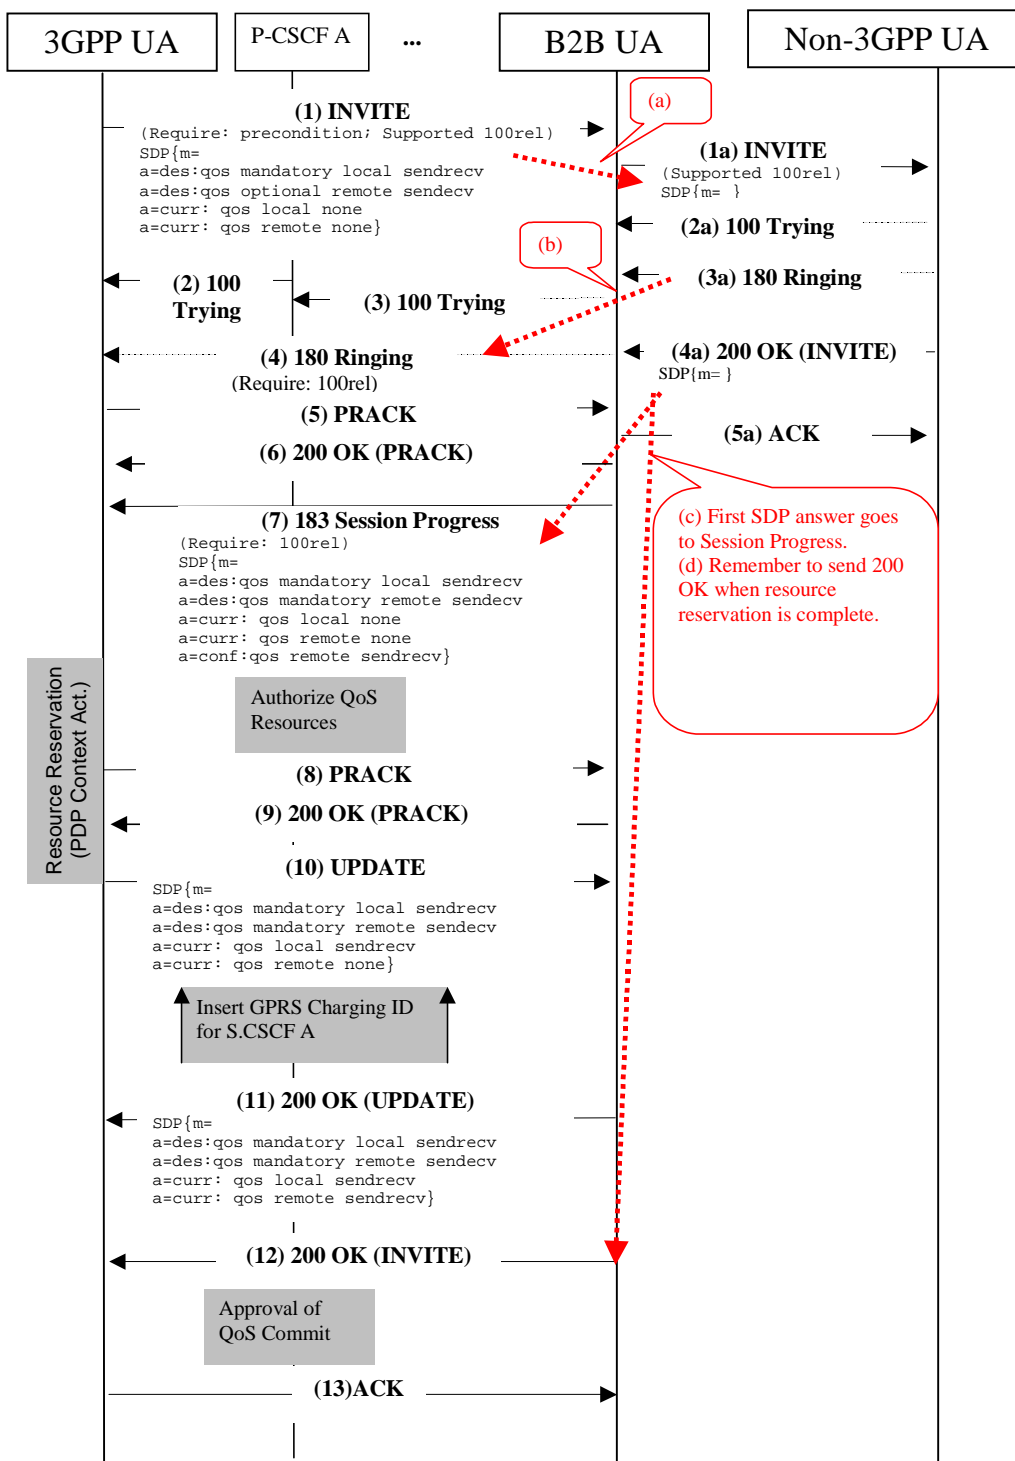 3GPP UA
P-CSCF A
...
B2B UA
Non-3GPP UA
(a)
(1) INVITE
(Require: precondition; Supported 100rel)
SDP{m=
a=des:qos mandatory local sendrecv
a=des:qos optional remote sendecv
a=curr: qos local none
a=curr: qos remote none}
(1a) INVITE
(Supported 100rel)
SDP{m= }
(2a) 100 Trying
(b)
(3a) 180 Ringing
(2) 100
Trying
(3) 100 Trying
(4) 180 Ringing
(Require: 100rel)
(4a) 200 OK (INVITE)
SDP{m= }
(5) PRACK
(5a) ACK
(6) 200 OK (PRACK)
(7) 183 Session Progress
(Require: 100rel)
SDP{m=
a=des:qos mandatory local sendrecv
a=des:qos mandatory remote sendecv
a=curr: qos local none
a=curr: qos remote none
a=conf:qos remote sendrecv}
(c) First SDP answer goes
to Session Progress.
(d) Remember to send 200
OK when resource
reservation is complete.
Resource Reservation
(PDP Context Act.)
Authorize QoS
Resources
(8) PRACK
(9) 200 OK (PRACK)
(10) UPDATE
SDP{m=
a=des:qos mandatory local sendrecv
a=des:qos mandatory remote sendecv
a=curr: qos local sendrecv
a=curr: qos remote none}
Insert GPRS Charging ID
for S.CSCF A
(11) 200 OK (UPDATE)
SDP{m=
a=des:qos mandatory local sendrecv
a=des:qos mandatory remote sendecv
a=curr: qos local sendrecv
a=curr: qos remote sendrecv}
(12) 200 OK (INVITE)
Approval of
QoS Commit
(13)ACK